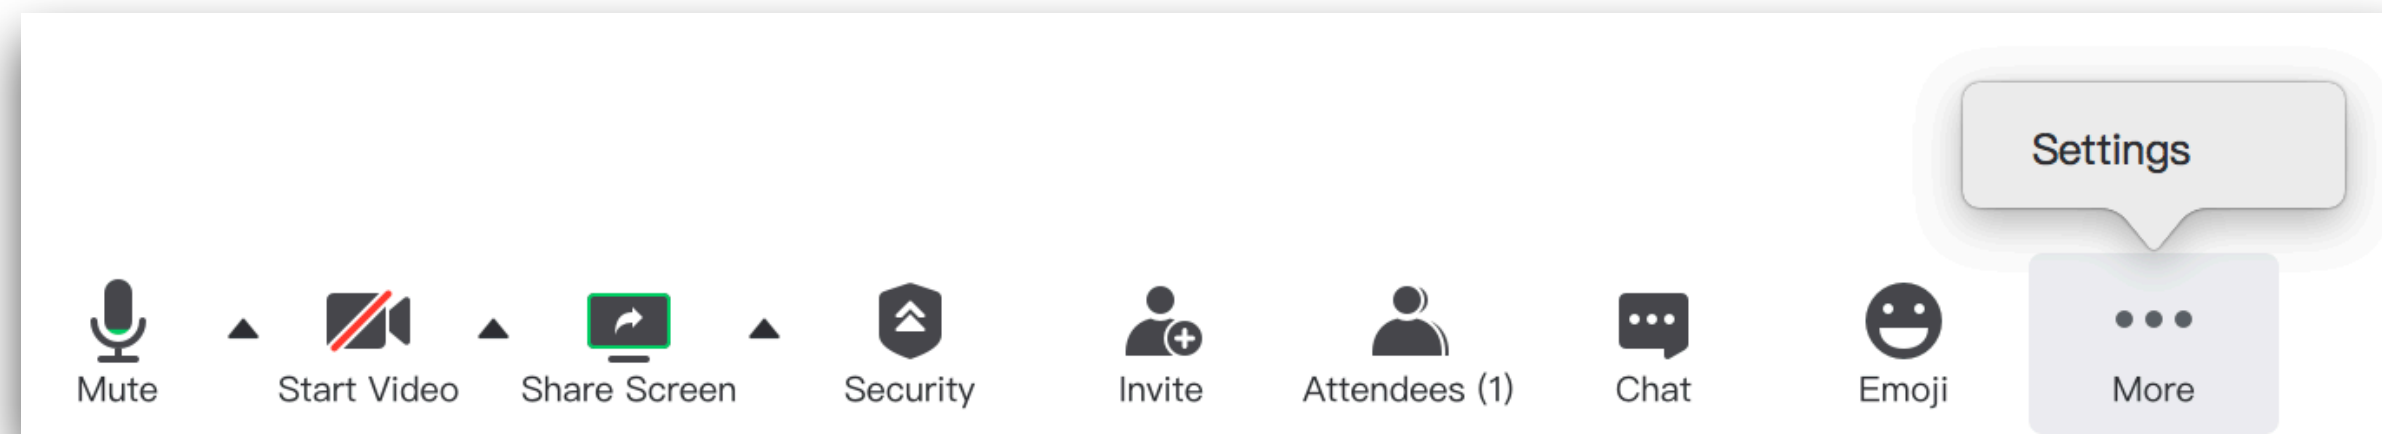 Settings
Mute
Start Video
Share Screen
Security
Invite
Attendees (1)
Chat
Emoji
More